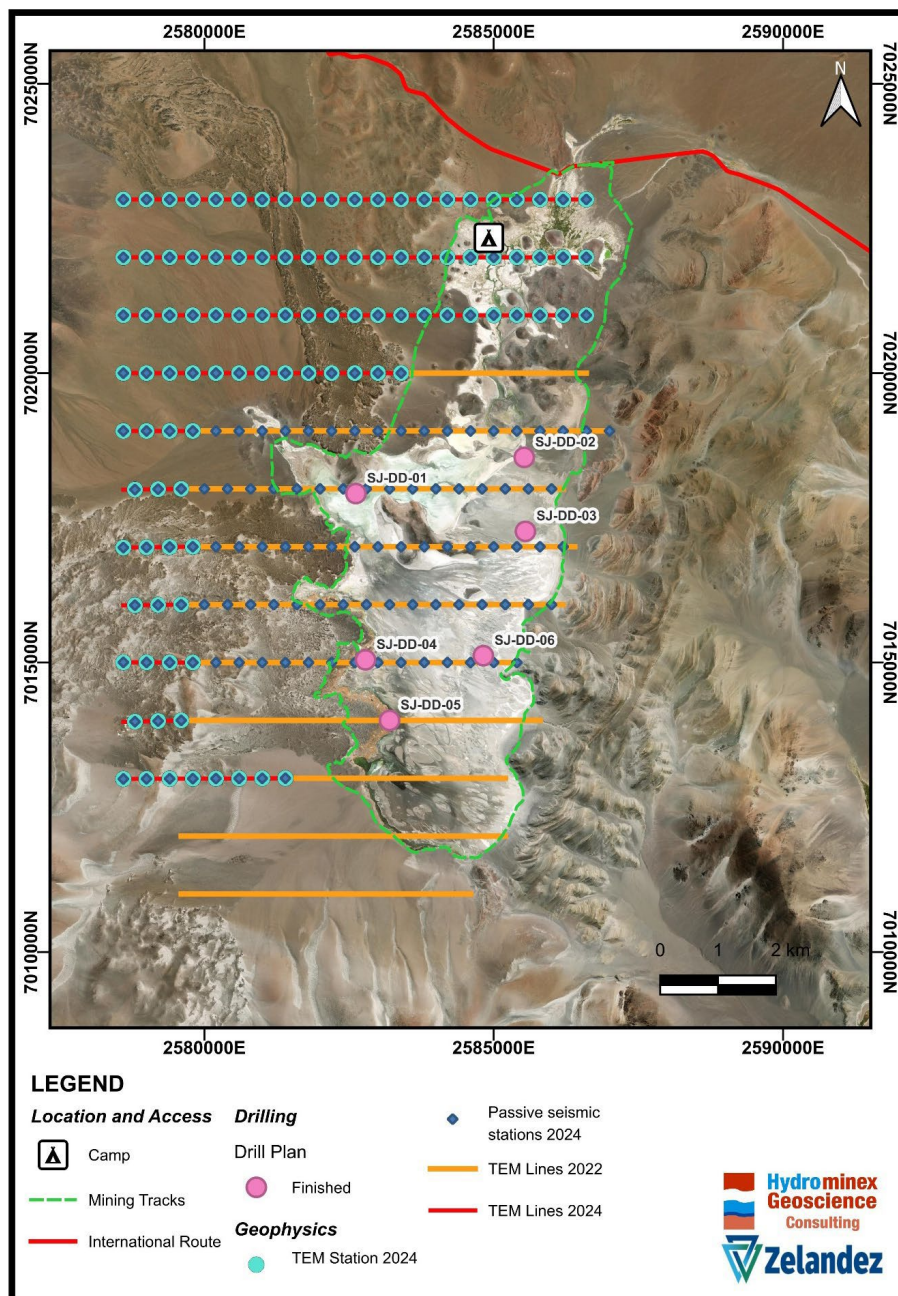 2580000E 2585000E 2590000E
7025000N
7025000N
N
7020000N
7020000N
SJ-DD-02
SJ-DD-01
SJ-DD-03
SJ-DD-04
SJ-DD-06
7015000N
7015000N
SJ-DD-05
0 1 2 km
7010000N
7010000N
2580000E 2585000E 2590000E
LEGEND
Location and Access
Camp
Mining Tracks
International Route
Drilling
Drill Plan
Finished
Geophysics
TEM Station 2024
Passive seismic
stations 2024
TEM Lines 2022
TEM Lines 2024
Hydrominex
Geoscience
Consulting
Zelandez